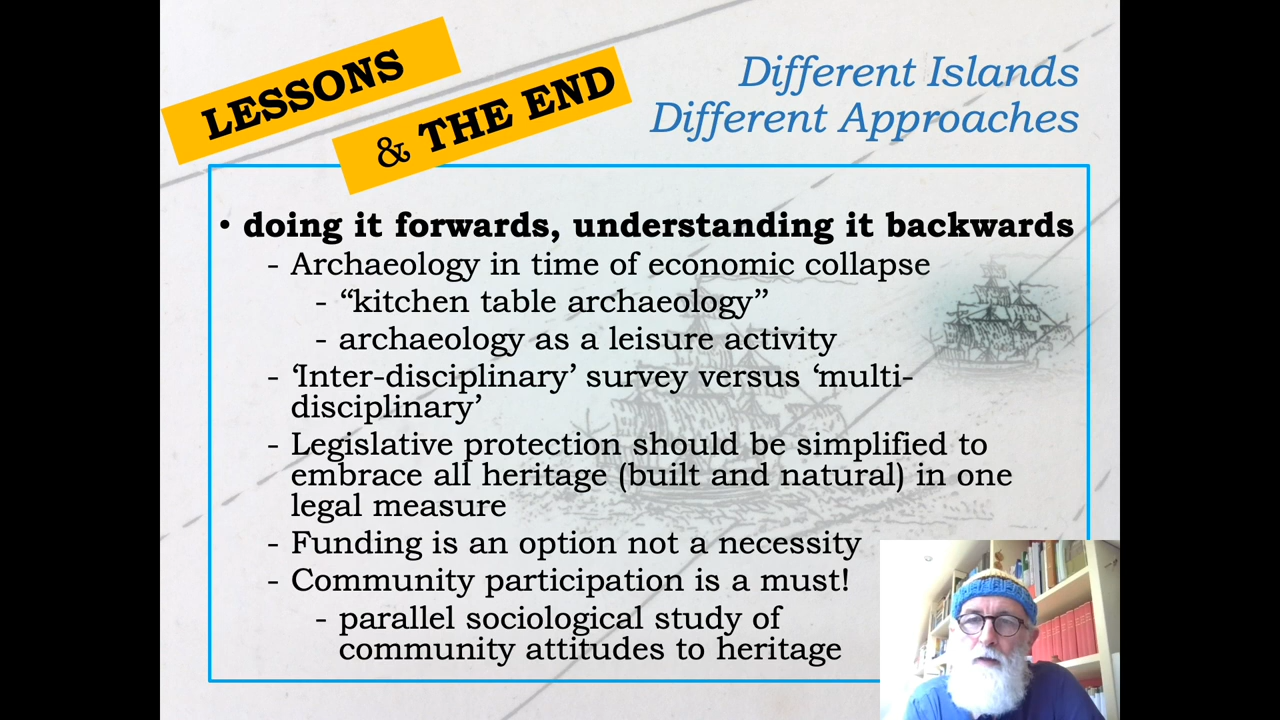 LESSONS
& THE END
Different Islands
Different Approaches
• doing it forwards, understanding it backwards
- Archaeology in time of economic collapse
- “kitchen table archaeology”
- archaeology as a leisure activity
- ‘Inter-disciplinary’ survey versus ‘multi-
disciplinary’
- Legislative protection should be simplified to
embrace all heritage (built and natural) in one
legal measure
- Funding is an option not a necessity
- Community participation is a must!
- parallel sociological study of
community attitudes to heritage